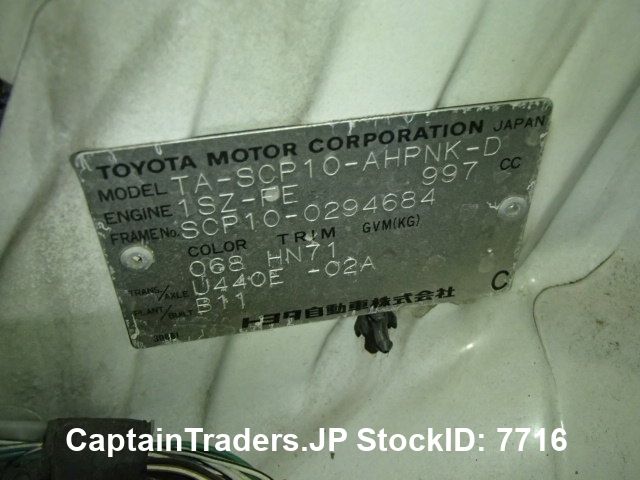 TOYOTA MOTOR CORPORATION JAPAN
MODEL TA-SCP10-AHPNK-D
ENGINE 1SZ-FE 997 CC
FRAME No. SCP10-0294684
COLOR TRIM GVM(KG)
068 HN71
TRANS/AXLE U440E -02A
PLANT/BUILT B11
トヨタ自動車株式会社 C
CaptainTraders.JP StockID: 7716